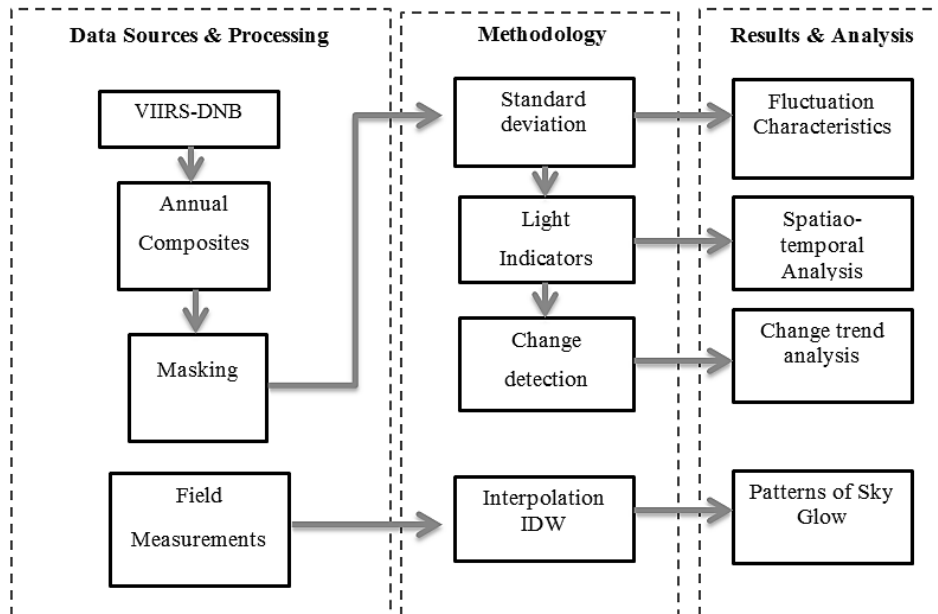 Data Sources & Processing
VIIRS-DNB
Annual
Composites
Masking
Field
Measurements
Methodology
Standard
deviation
Light
Indicators
Change
detection
Interpolation
IDW
Results & Analysis
Fluctuation
Characteristics
Spatiao-
temporal
Analysis
Change trend
analysis
Patterns of Sky
Glow